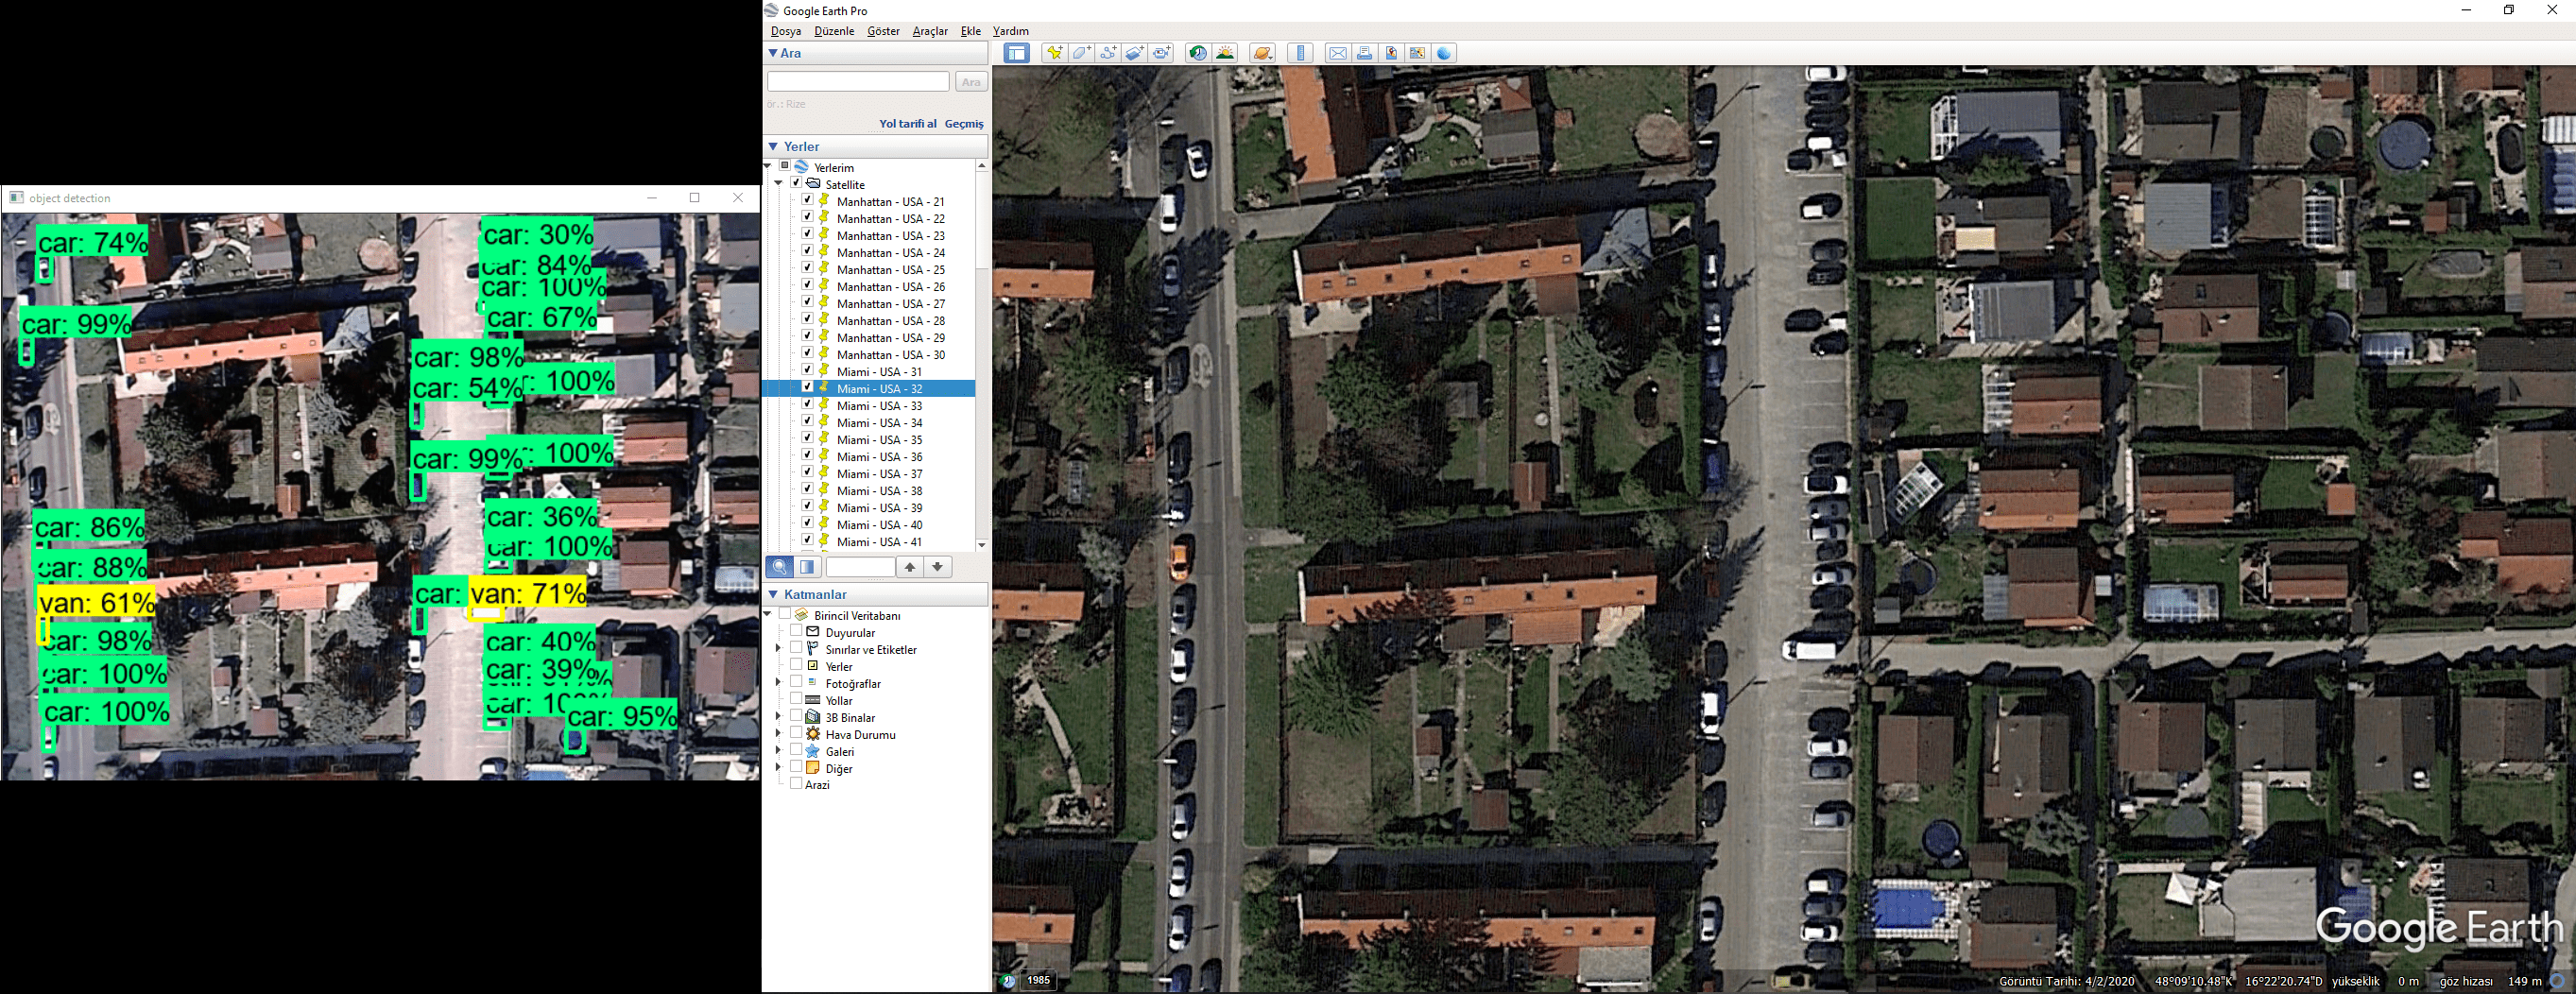 object detection
car: 74%
car: 99%
car: 86%
car: 88%
van: 61%
car: 98%
car: 100%
car: 100%
car: 30%
car: 84%
car: 100%
car: 67%
car: 98%
car: 54%
r: 100%
car: 99%
r: 100%
car: 36%
car: 100%
car:
van: 71%
car: 40%
car: 39%
car: 95%
Google Earth Pro
Dosya Düzenle Göster Araçlar Ekle Yardım
Ara
Ara
ör.: Rize
Yol tarifi al Geçmiş
Yerler
Yerlerim
Satellite
Manhattan - USA - 21
Manhattan - USA - 22
Manhattan - USA - 23
Manhattan - USA - 24
Manhattan - USA - 25
Manhattan - USA - 26
Manhattan - USA - 27
Manhattan - USA - 28
Manhattan - USA - 29
Manhattan - USA - 30
Miami - USA - 31
Miami - USA - 32
Miami - USA - 33
Miami - USA - 34
Miami - USA - 35
Miami - USA - 36
Miami - USA - 37
Miami - USA - 38
Miami - USA - 39
Miami - USA - 40
Miami - USA - 41
Katmanlar
Birincil Veritabanı
Duyurular
Sınırlar ve Etiketler
Yerler
Fotoğraflar
Yollar
3B Binalar
Hava Durumu
Galeri
Diğer
Arazi
Google Earth
1985
Görüntü Tarihi: 4/2/2020 48°09'10.48"K 16°22'20.74"D yükseklik 0 m göz hizası 149 m